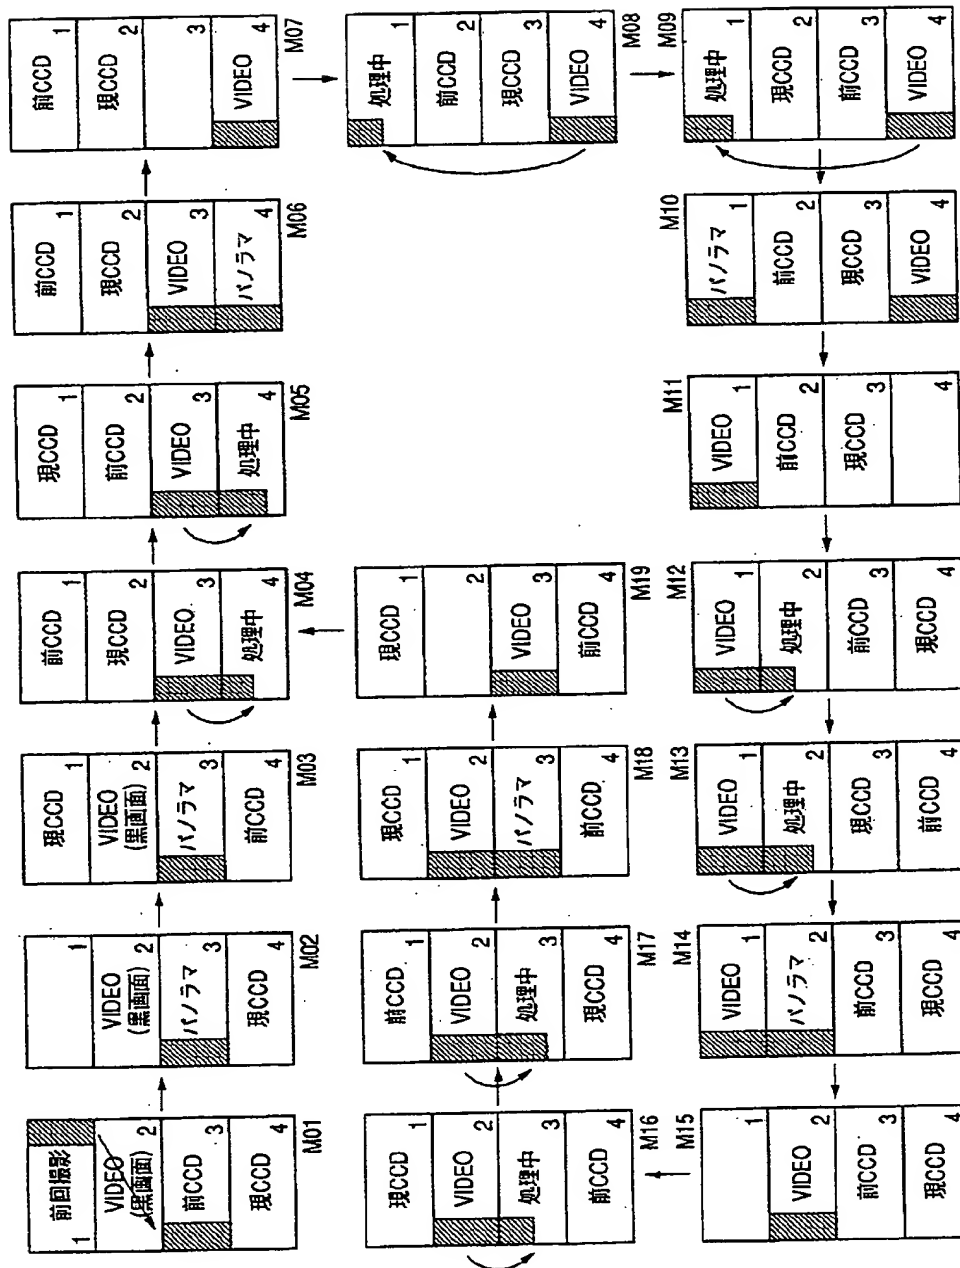 前回撮影 1
VIDEO 2
(黒画面)
前CCD 3
現CCD 4
M01
1
VIDEO 2
(黒画面)
パノラマ 3
現CCD 4
M02
現CCD 1
VIDEO 2
(黒画面)
パノラマ 3
前CCD 4
M03
前CCD 1
現CCD 2
VIDEO 3
処理中 4
M04
現CCD 1
前CCD 2
VIDEO 3
処理中 4
M05
前CCD 1
現CCD 2
VIDEO 3
パノラマ 4
M06
前CCD 1
現CCD 2
3
VIDEO 4
M07
処理中 1
前CCD 2
現CCD 3
VIDEO 4
M08
処理中 1
現CCD 2
前CCD 3
VIDEO 4
M09
パノラマ 1
前CCD 2
現CCD 3
VIDEO 4
M10
VIDEO 1
前CCD 2
現CCD 3
4
M11
VIDEO 1
処理中 2
前CCD 3
現CCD 4
M12
VIDEO 1
処理中 2
現CCD 3
前CCD 4
M13
VIDEO 1
パノラマ 2
前CCD 3
現CCD 4
M14
1
VIDEO 2
前CCD 3
現CCD 4
M15
現CCD 1
VIDEO 2
処理中 3
前CCD 4
M16
前CCD 1
VIDEO 2
処理中 3
現CCD 4
M17
現CCD 1
VIDEO 2
パノラマ 3
前CCD 4
M18
現CCD 1
2
VIDEO 3
前CCD 4
M19